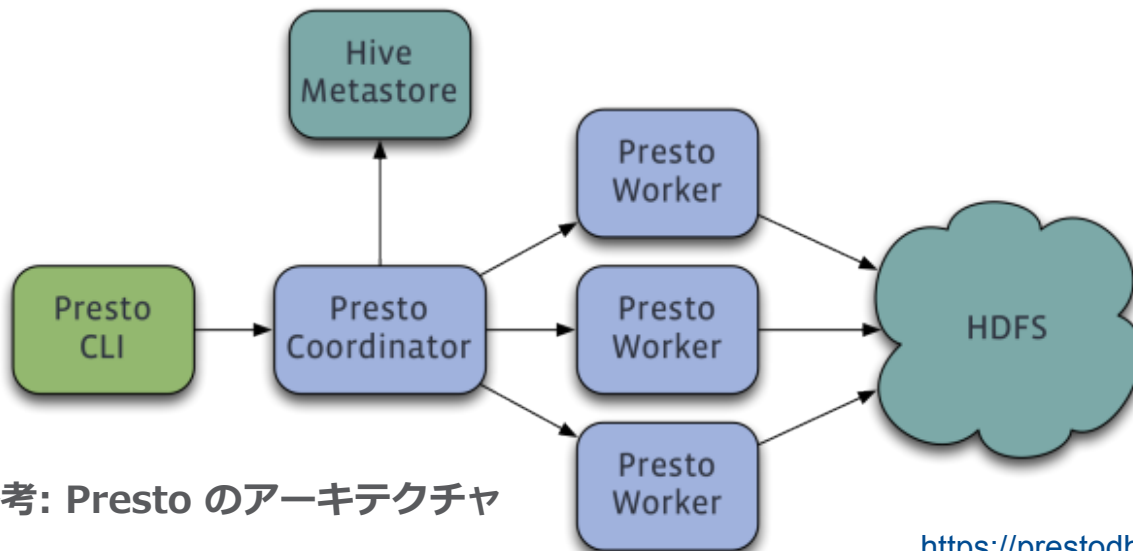 Hive
Metastore
Presto
Worker
Presto
CLI
Presto
Coordinator
Presto
Worker
HDFS
Presto
Worker
考: Presto のアーキテクチャ
https://prestodb